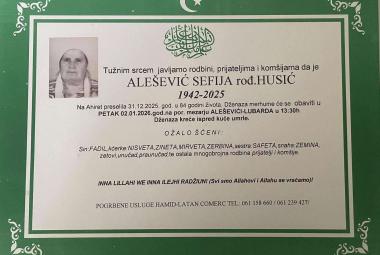 Tužnim srcem javljamo rodbini, prijateljima i komšijama da je
ALEŠEVIĆ SEFIJA rođ.HUSIĆ
1942-2025
Na Ahiret preselila 31.12.2025. god.u 84 godini života. Dženaza merhume će se obaviti u
PETAK 02.01.2026.god.na por. mezarju ALEŠEVIĆI-LUBARDA u 13:30h.
Dženaza kreće ispred kuće umrle.
OŽALOŠĆENI:
Sin:FADIL,kćerke:NISVETA,ZINETA,MIRVETA,ZERBINA,sestra:SAFETA,snaha:ZEMINA,
zetovi,unučad,praunučad,te ostala mnogobrojna rodbina prijatelji i komšije.
INNA LILLAHI WE INNA ILEJHI RADŽIUNI (Svi smo Allahovi i Allahu se vraćamo)!
POGREBNE USLUGE HAMID-LATAN COMERC TEL: 061 158 660 / 061 239 427/